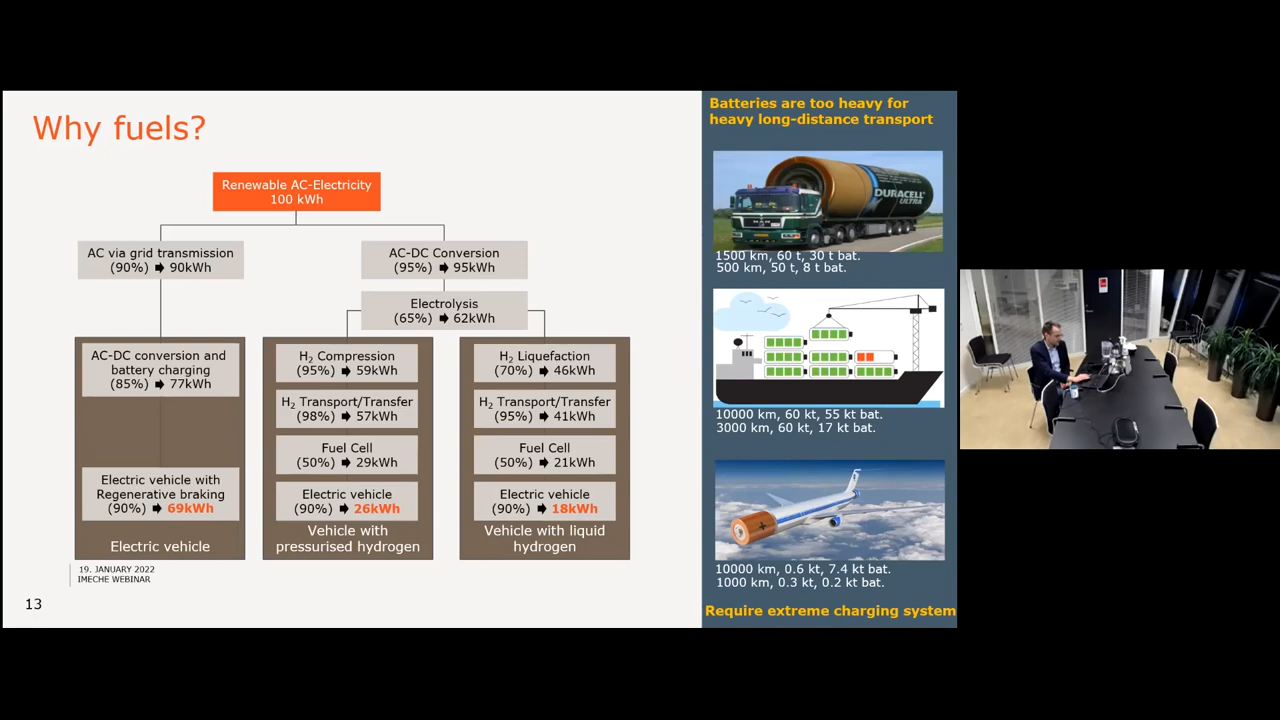 Why fuels?
Renewable AC-Electricity
100 kWh
AC via grid transmission
(90%) 🡆 90kWh
AC-DC Conversion
(95%) 🡆 95kWh
Electrolysis
(65%) 🡆 62kWh
AC-DC conversion and
battery charging
(85%) 🡆 77kWh
Electric vehicle with
Regenerative braking
(90%) 🡆 69kWh
Electric vehicle
H2 Compression
(95%) 🡆 59kWh
H2 Transport/Transfer
(98%) 🡆 57kWh
Fuel Cell
(50%) 🡆 29kWh
Electric vehicle
(90%) 🡆 26kWh
Vehicle with
pressurised hydrogen
H2 Liquefaction
(70%) 🡆 46kWh
H2 Transport/Transfer
(95%) 🡆 41kWh
Fuel Cell
(50%) 🡆 21kWh
Electric vehicle
(90%) 🡆 18kWh
Vehicle with liquid
hydrogen
19. JANUARY 2022
IMECHE WEBINAR
13
Batteries are too heavy for
heavy long-distance transport
DURACELL
ULTRA
1500 km, 60 t, 30 t bat.
500 km, 50 t, 8 t bat.
10000 km, 60 kt, 55 kt bat.
3000 km, 60 kt, 17 kt bat.
+
10000 km, 0.6 kt, 7.4 kt bat.
1000 km, 0.3 kt, 0.2 kt bat.
Require extreme charging system